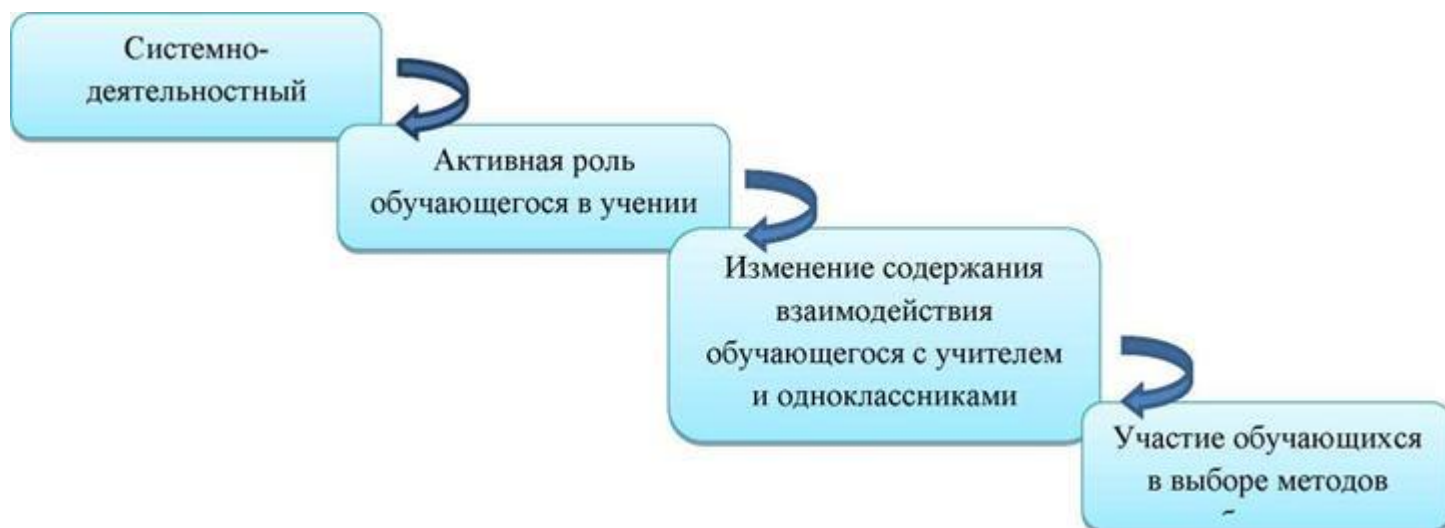 Системно-
деятельностный
Активная роль
обучающегося в учении
Изменение содержания
взаимодействия
обучающегося с учителем
и одноклассниками
Участие обучающихся
в выборе методов